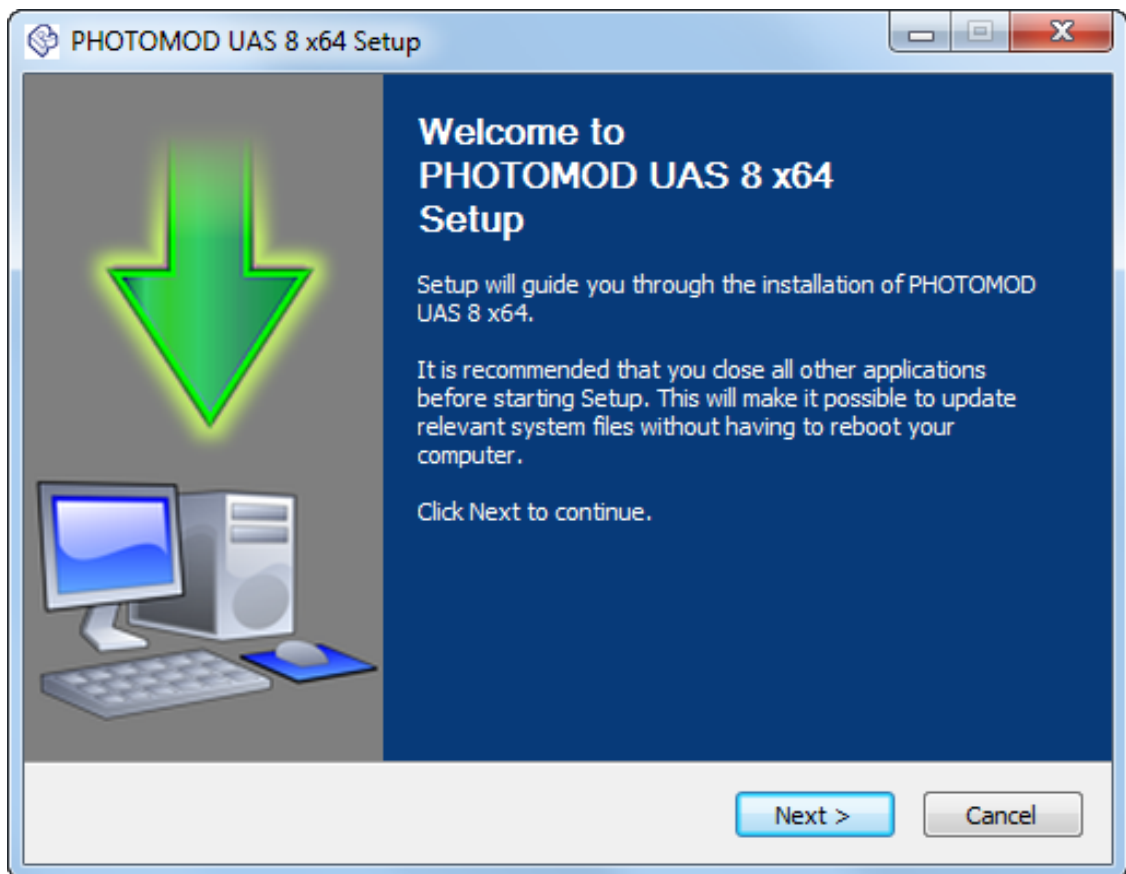 PHOTOMOD UAS 8 x64 Setup
Welcome to
PHOTOMOD UAS 8 x64
Setup
Setup will guide you through the installation of PHOTOMOD
UAS 8 x64.
It is recommended that you close all other applications
before starting Setup. This will make it possible to update
relevant system files without having to reboot your
computer.
Click Next to continue.
Next >
Cancel